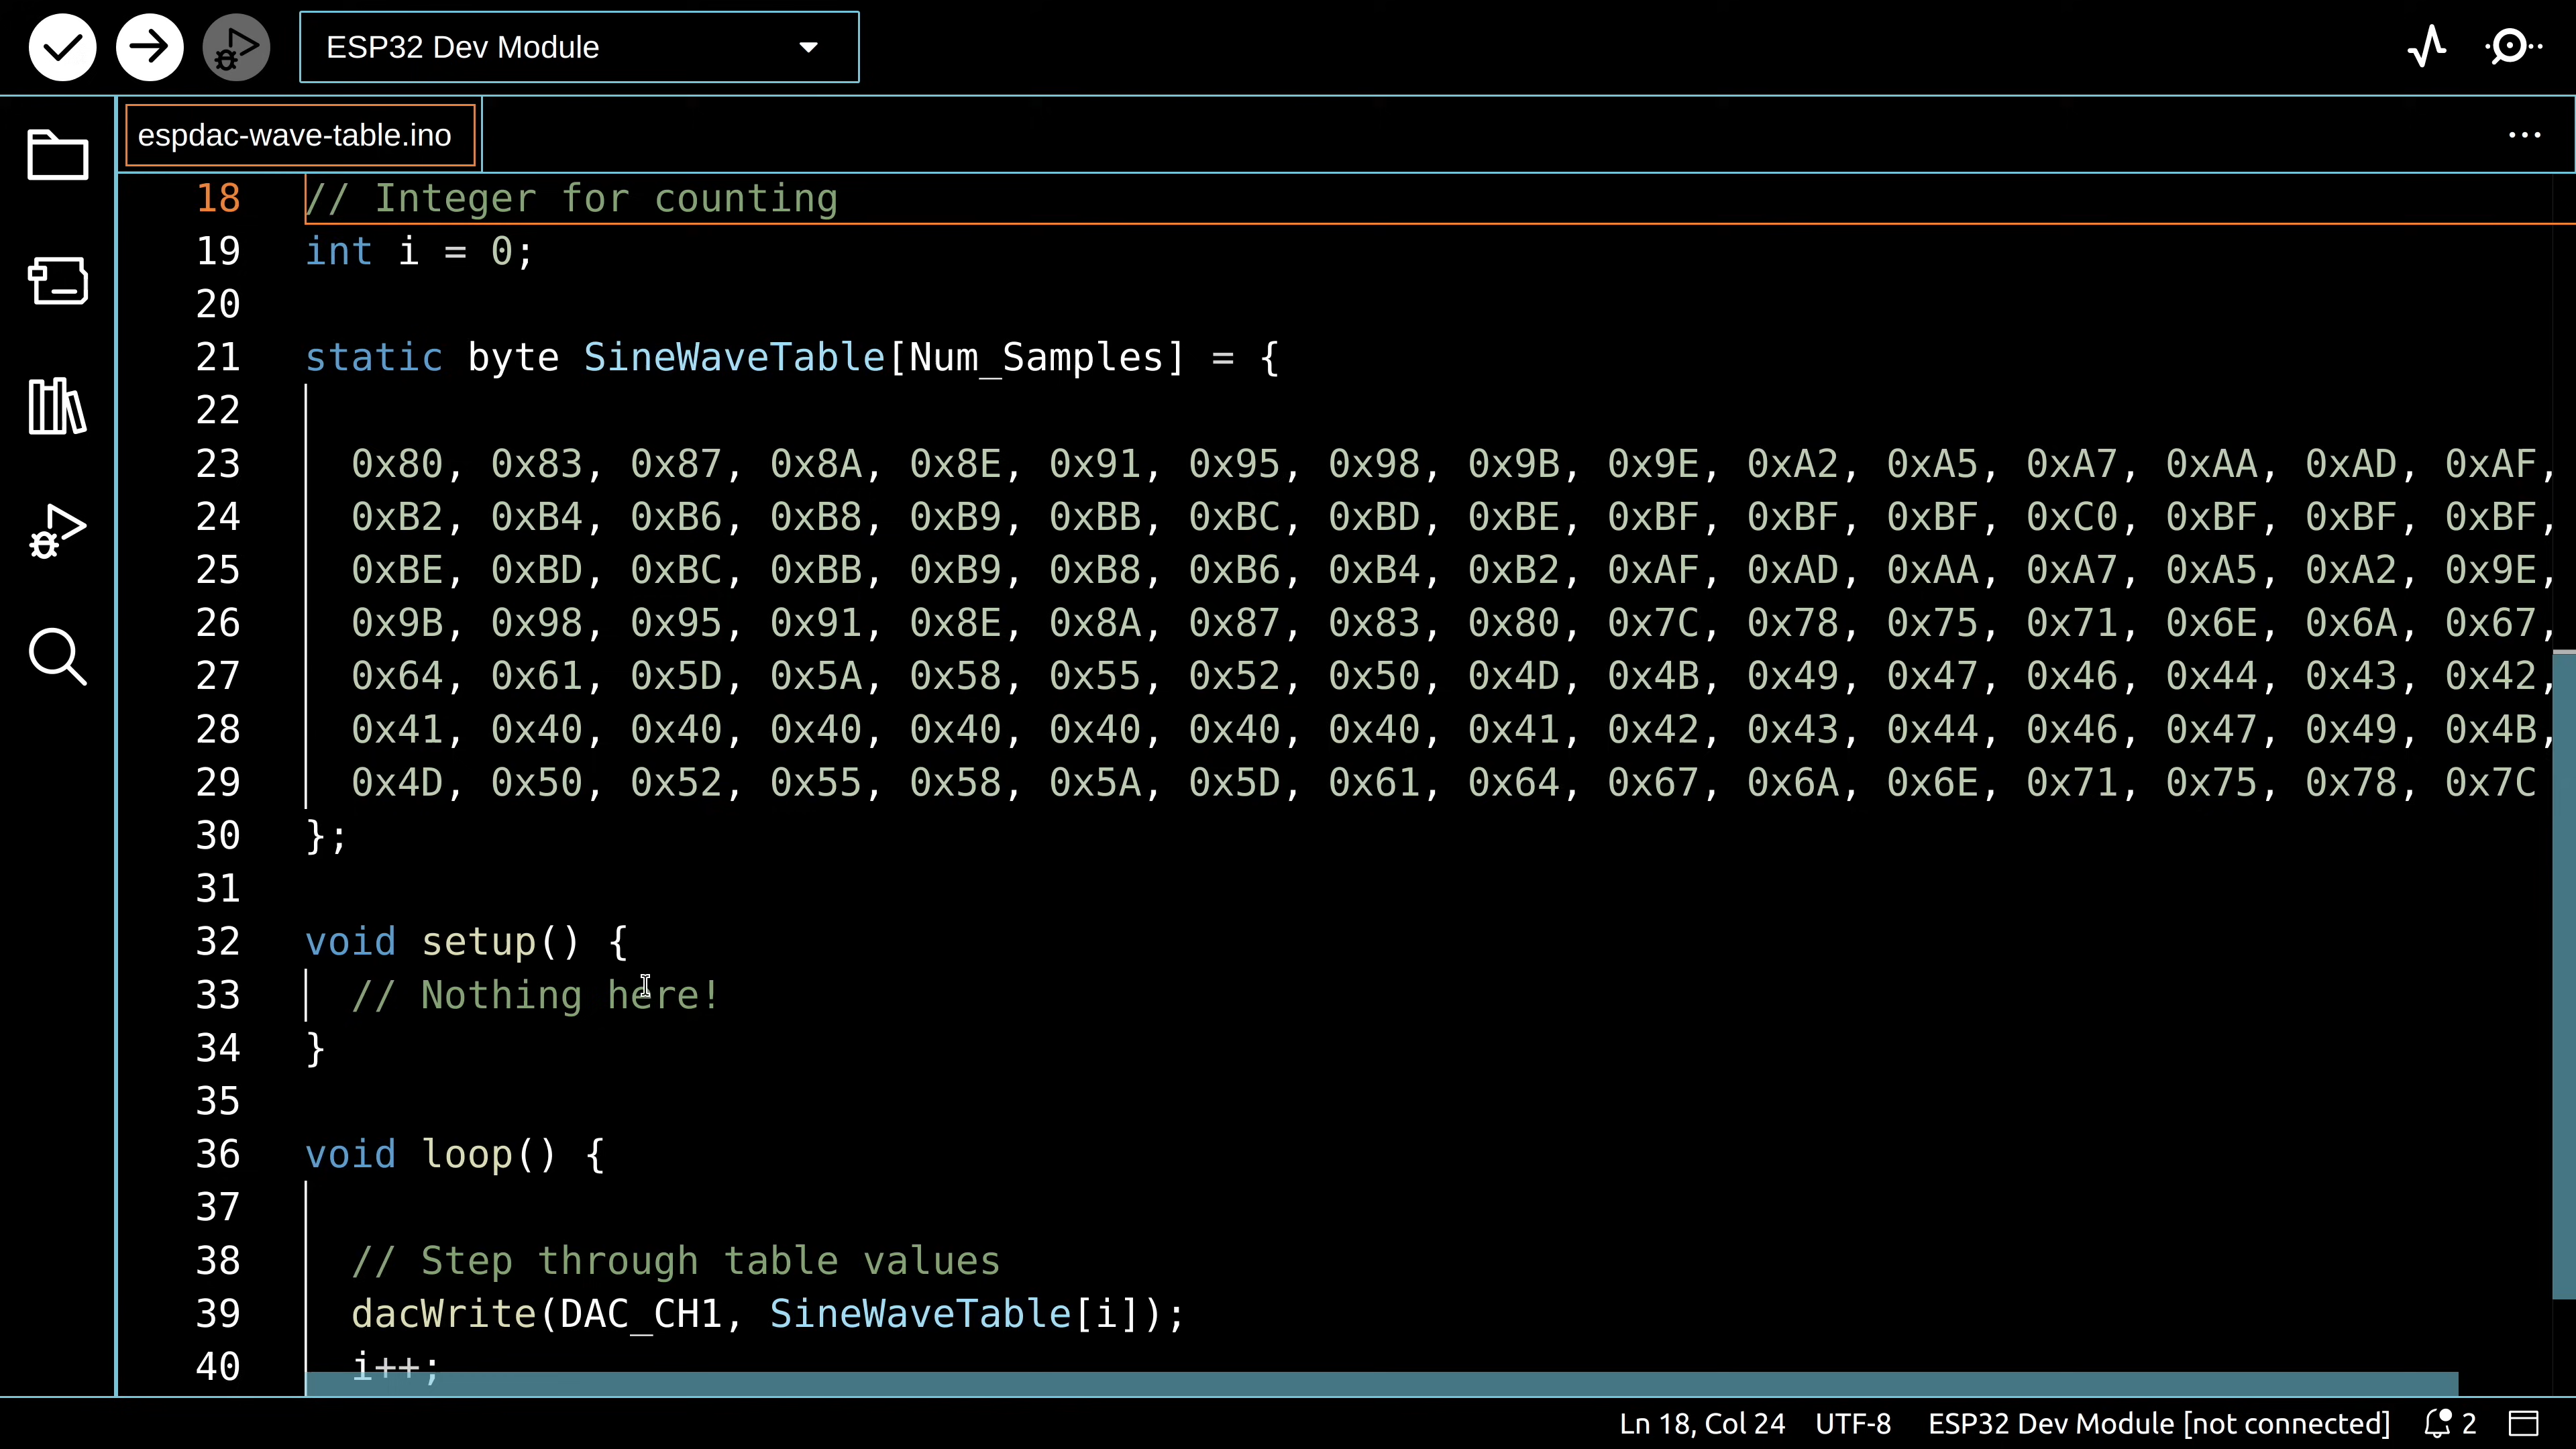 ESP32 Dev Module
espdac-wave-table.ino
18 // Integer for counting
19 int i = 0;
20
21 static byte SineWaveTable[Num_Samples] = {
22
23 0x80, 0x83, 0x87, 0x8A, 0x8E, 0x91, 0x95, 0x98, 0x9B, 0x9E, 0xA2, 0xA5, 0xA7, 0xAA, 0xAD, 0xAF,
24 0xB2, 0xB4, 0xB6, 0xB8, 0xB9, 0xBB, 0xBC, 0xBD, 0xBE, 0xBF, 0xBF, 0xBF, 0xC0, 0xBF, 0xBF, 0xBF,
25 0xBE, 0xBD, 0xBC, 0xBB, 0xB9, 0xB8, 0xB6, 0xB4, 0xB2, 0xAF, 0xAD, 0xAA, 0xA7, 0xA5, 0xA2, 0x9E,
26 0x9B, 0x98, 0x95, 0x91, 0x8E, 0x8A, 0x87, 0x83, 0x80, 0x7C, 0x78, 0x75, 0x71, 0x6E, 0x6A, 0x67,
27 0x64, 0x61, 0x5D, 0x5A, 0x58, 0x55, 0x52, 0x50, 0x4D, 0x4B, 0x49, 0x47, 0x46, 0x44, 0x43, 0x42,
28 0x41, 0x40, 0x40, 0x40, 0x40, 0x40, 0x40, 0x40, 0x41, 0x42, 0x43, 0x44, 0x46, 0x47, 0x49, 0x4B,
29 0x4D, 0x50, 0x52, 0x55, 0x58, 0x5A, 0x5D, 0x61, 0x64, 0x67, 0x6A, 0x6E, 0x71, 0x75, 0x78, 0x7C
30 };
31
32 void setup() {
33 // Nothing here!
34 }
35
36 void loop() {
37
38 // Step through table values
39 dacWrite(DAC_CH1, SineWaveTable[i]);
40 i++;
Ln 18, Col 24 UTF-8 ESP32 Dev Module [not connected] 2